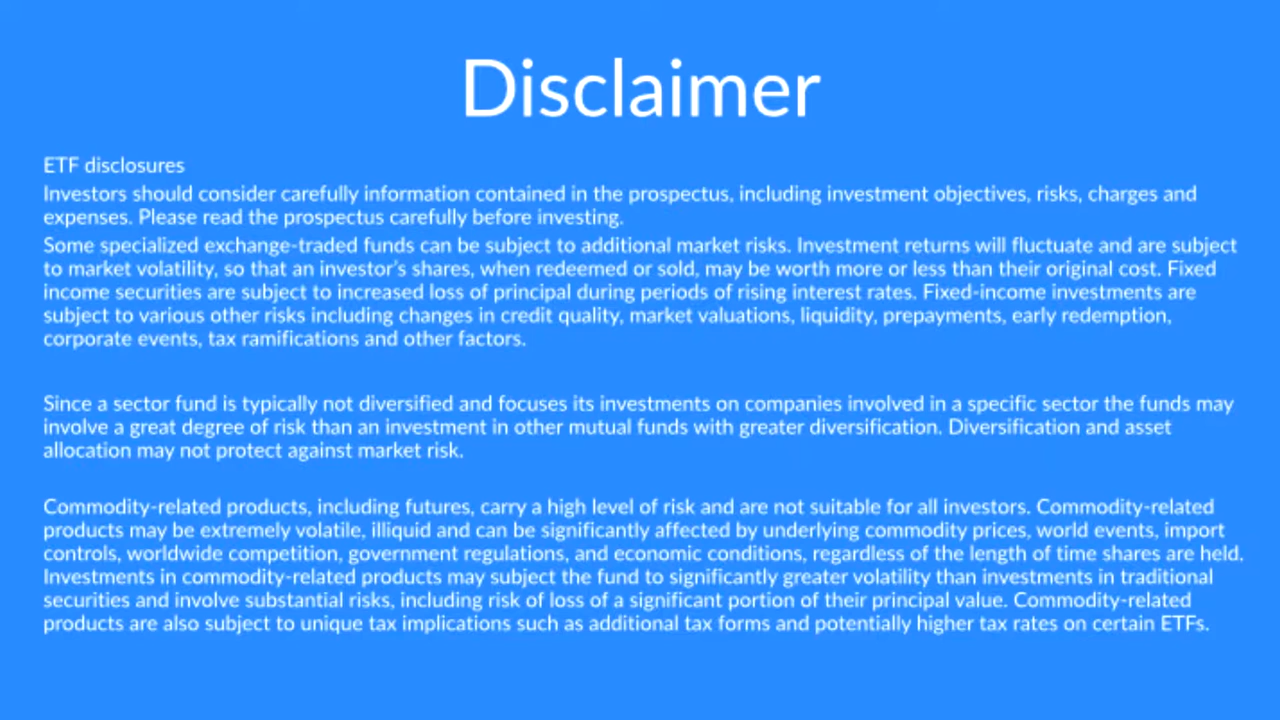 Disclaimer
ETF disclosures
Investors should consider carefully information contained in the prospectus, including investment objectives, risks, charges and
expenses. Please read the prospectus carefully before investing.
Some specialized exchange-traded funds can be subject to additional market risks. Investment returns will fluctuate and are subject
to market volatility, so that an investor's shares, when redeemed or sold, may be worth more or less than their original cost. Fixed
income securities are subject to increased loss of principal during periods of rising interest rates. Fixed-income investments are
subject to various other risks including changes in credit quality, market valuations, liquidity, prepayments, early redemption,
corporate events, tax ramifications and other factors.
Since a sector fund is typically not diversified and focuses its investments on companies involved in a specific sector the funds may
involve a great degree of risk than an investment in other mutual funds with greater diversification. Diversification and asset
allocation may not protect against market risk.
Commodity-related products, including futures, carry a high level of risk and are not suitable for all investors. Commodity-related
products may be extremely volatile, illiquid and can be significantly affected by underlying commodity prices, world events, import
controls, worldwide competition, government regulations, and economic conditions, regardless of the length of time shares are held.
Investments in commodity-related products may subject the fund to significantly greater volatility than investments in traditional
securities and involve substantial risks, including risk of loss of a significant portion of their principal value. Commodity-related
products are also subject to unique tax implications such as additional tax forms and potentially higher tax rates on certain ETFs.